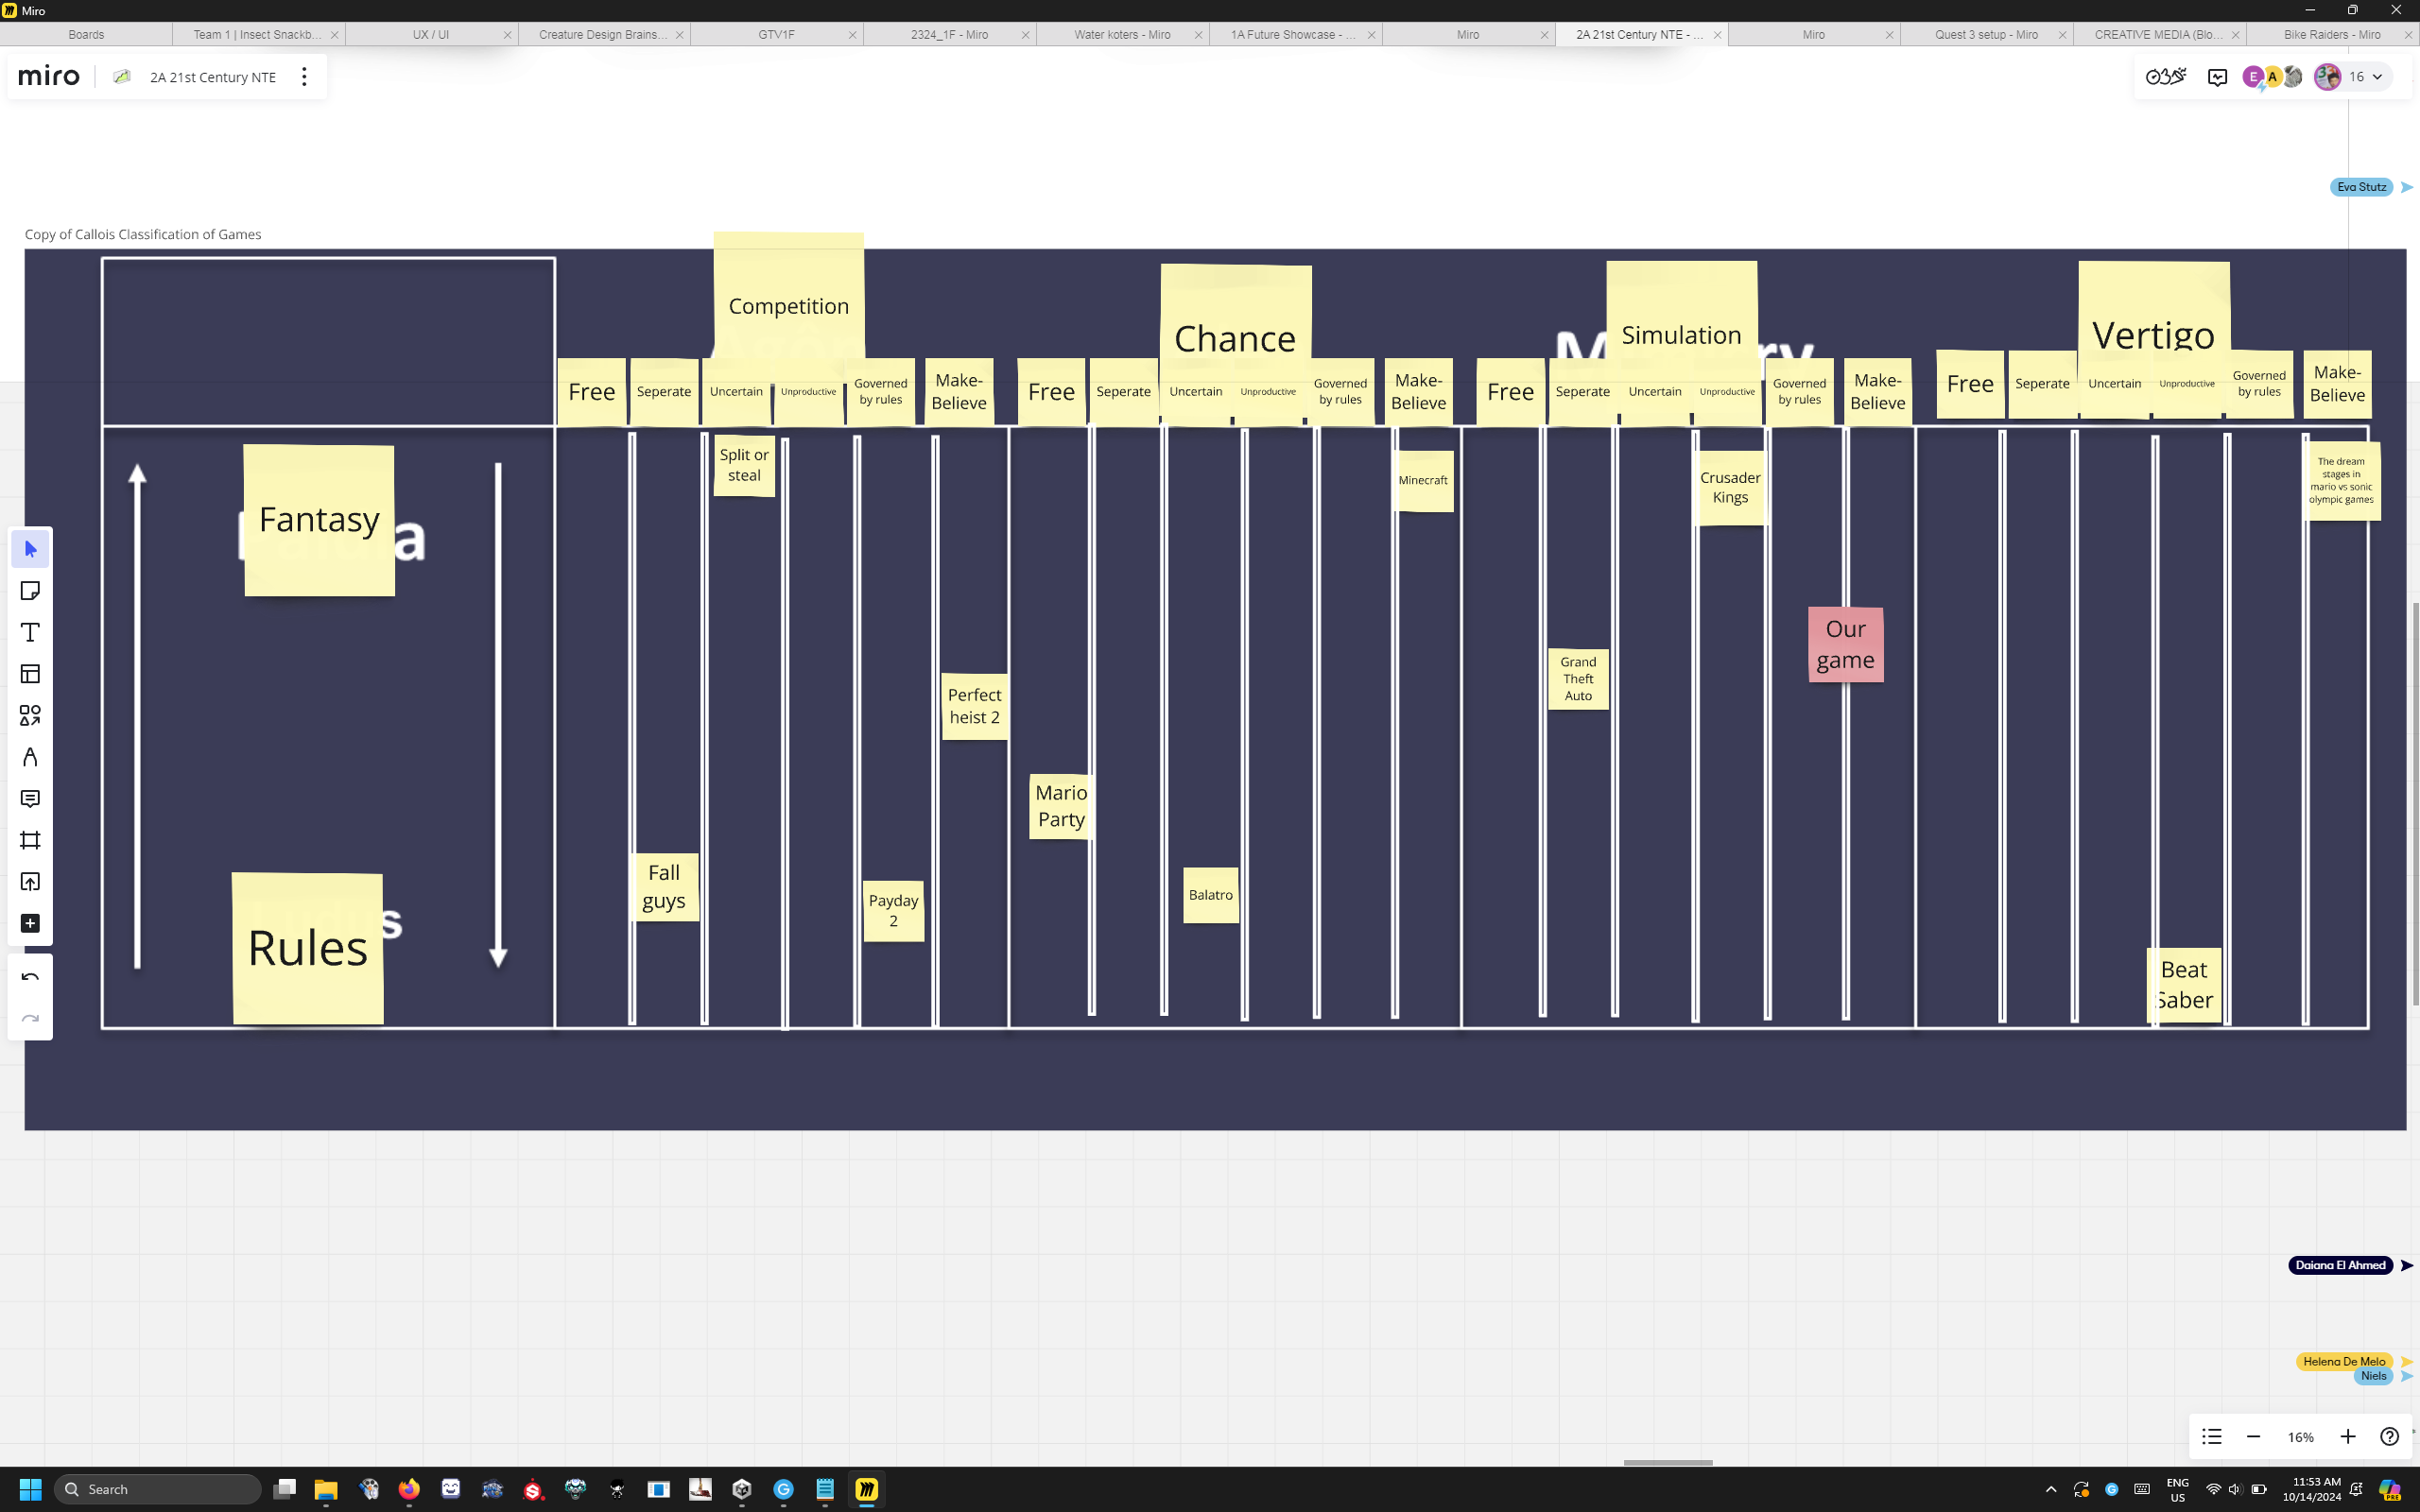 Miro
Boards
Team 1 | Insect Snackb...
UX / UI
Creature Design Brains...
GTV1F
2324_1F - Miro
Water koters - Miro
1A Future Showcase - ...
Miro
2A 21st Century NTE - ...
Miro
Quest 3 setup - Miro
CREATIVE MEDIA (Blo...
Bike Raiders - Miro
miro
2A 21st Century NTE
E
A
16
Eva Stutz
Copy of Callois Classification of Games
Competition
Chance
Simulation
Vertigo
Free
Seperate
Uncertain
Unproductive
Governed
by rules
Make-
Believe
Free
Seperate
Uncertain
Unproductive
Governed
by rules
Make-
Believe
Free
Seperate
Uncertain
Unproductive
Governed
by rules
Make-
Believe
Free
Seperate
Uncertain
Unproductive
Governed
by rules
Make-
Believe
Fantasy
Rules
Split or
steal
Fall
guys
Payday
2
Perfect
heist 2
Mario
Party
Balatro
Minecraft
Grand
Theft
Auto
Crusader
Kings
Our
game
The dream
stages in
mario vs sonic
olympic games
Beat
Saber
Daiana El Ahmed
Helena De Melo
Niels
16%
Search
ENG
US
11:53 AM
10/14/2024
PRE